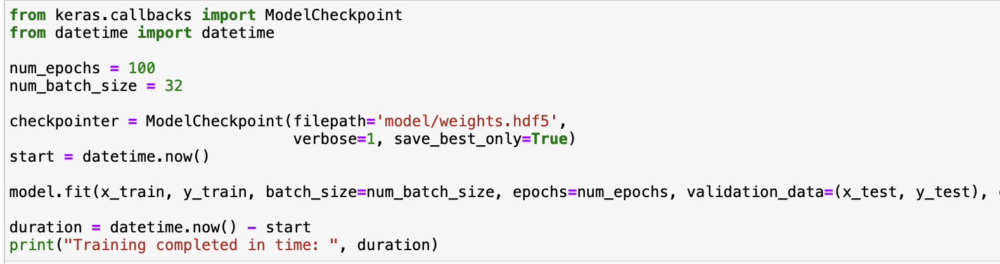 from keras.callbacks import ModelCheckpoint
from datetime import datetime
num_epochs = 100
num_batch_size = 32
checkpointer = ModelCheckpoint(filepath='model/weights.hdf5',
verbose=1, save_best_only=True)
start = datetime.now()
model.fit(x_train, y_train, batch_size=num_batch_size, epochs=num_epochs, validation_data=(x_test, y_test),
duration = datetime.now() - start
print("Training completed in time: ", duration)